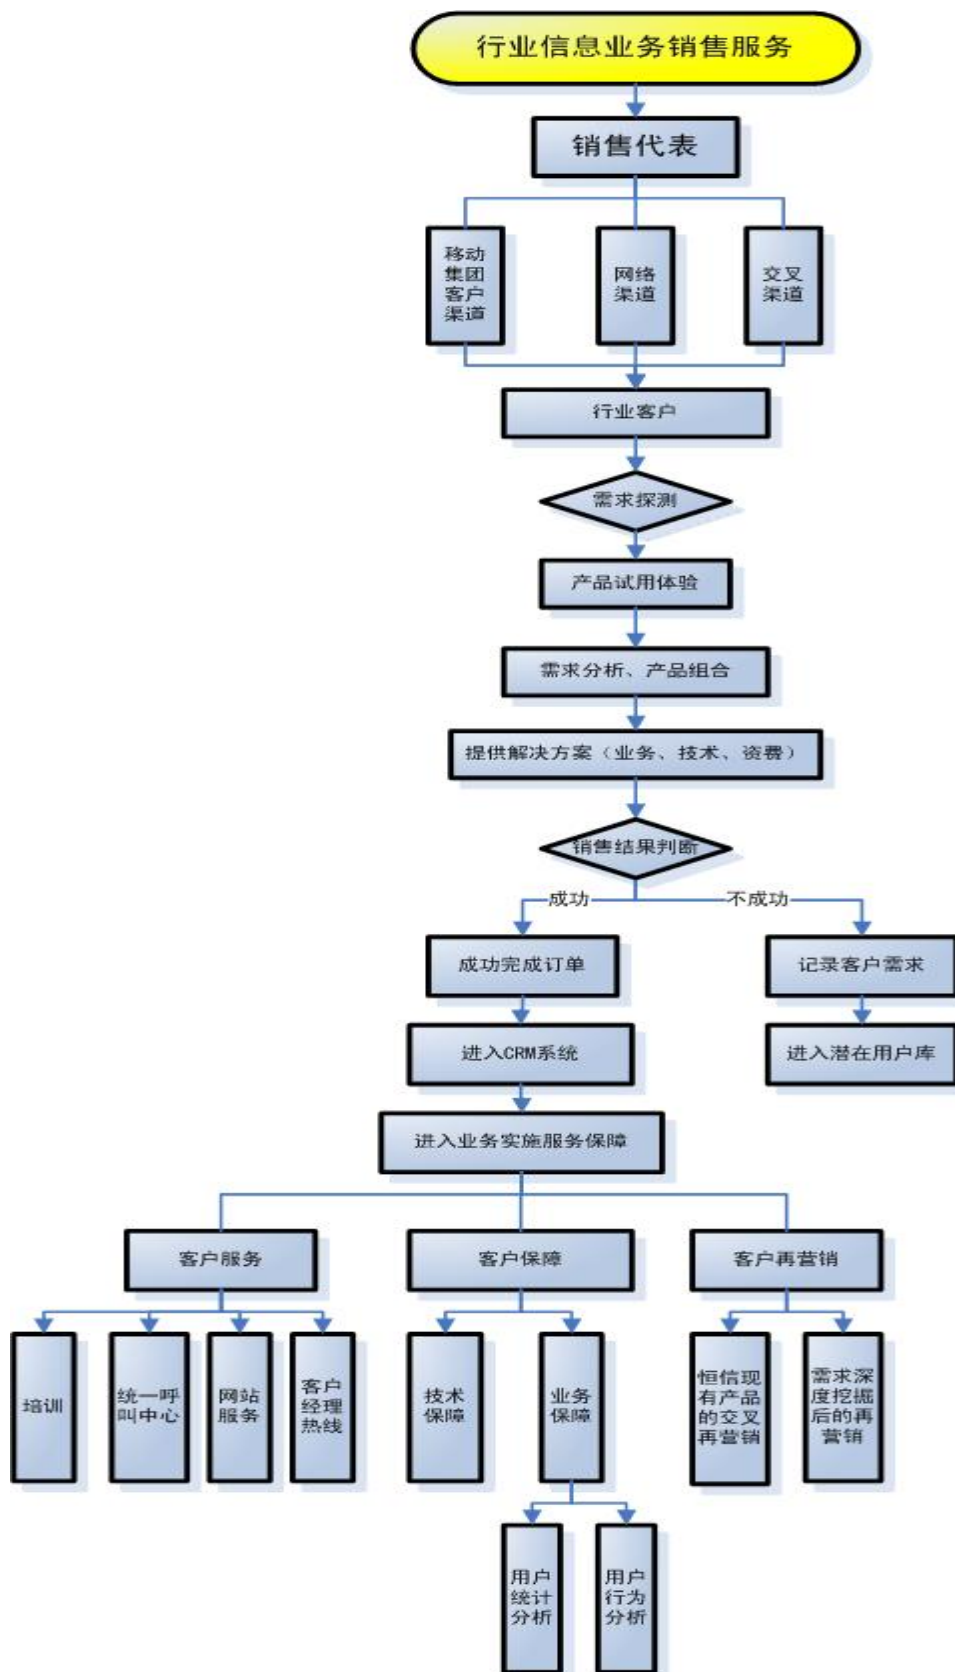 行业信息业务销售服务
销售代表
移动
集团
客户
渠道
网络
渠道
交叉
渠道
行业客户
需求探测
产品试用体验
需求分析、产品组合
提供解决方案（业务、技术、资费）
销售结果判断
成功
不成功
成功完成订单
记录客户需求
进入CRM系统
进入潜在用户库
进入业务实施服务保障
客户服务
客户保障
客户再营销
培训
统一呼
叫中心
网站
服务
客户
经理
热线
技术
保障
业务
保障
恒信现
有产品
的交叉
再营销
需求深
度挖掘
后的再
营销
用户
统计
分析
用户
行为
分析